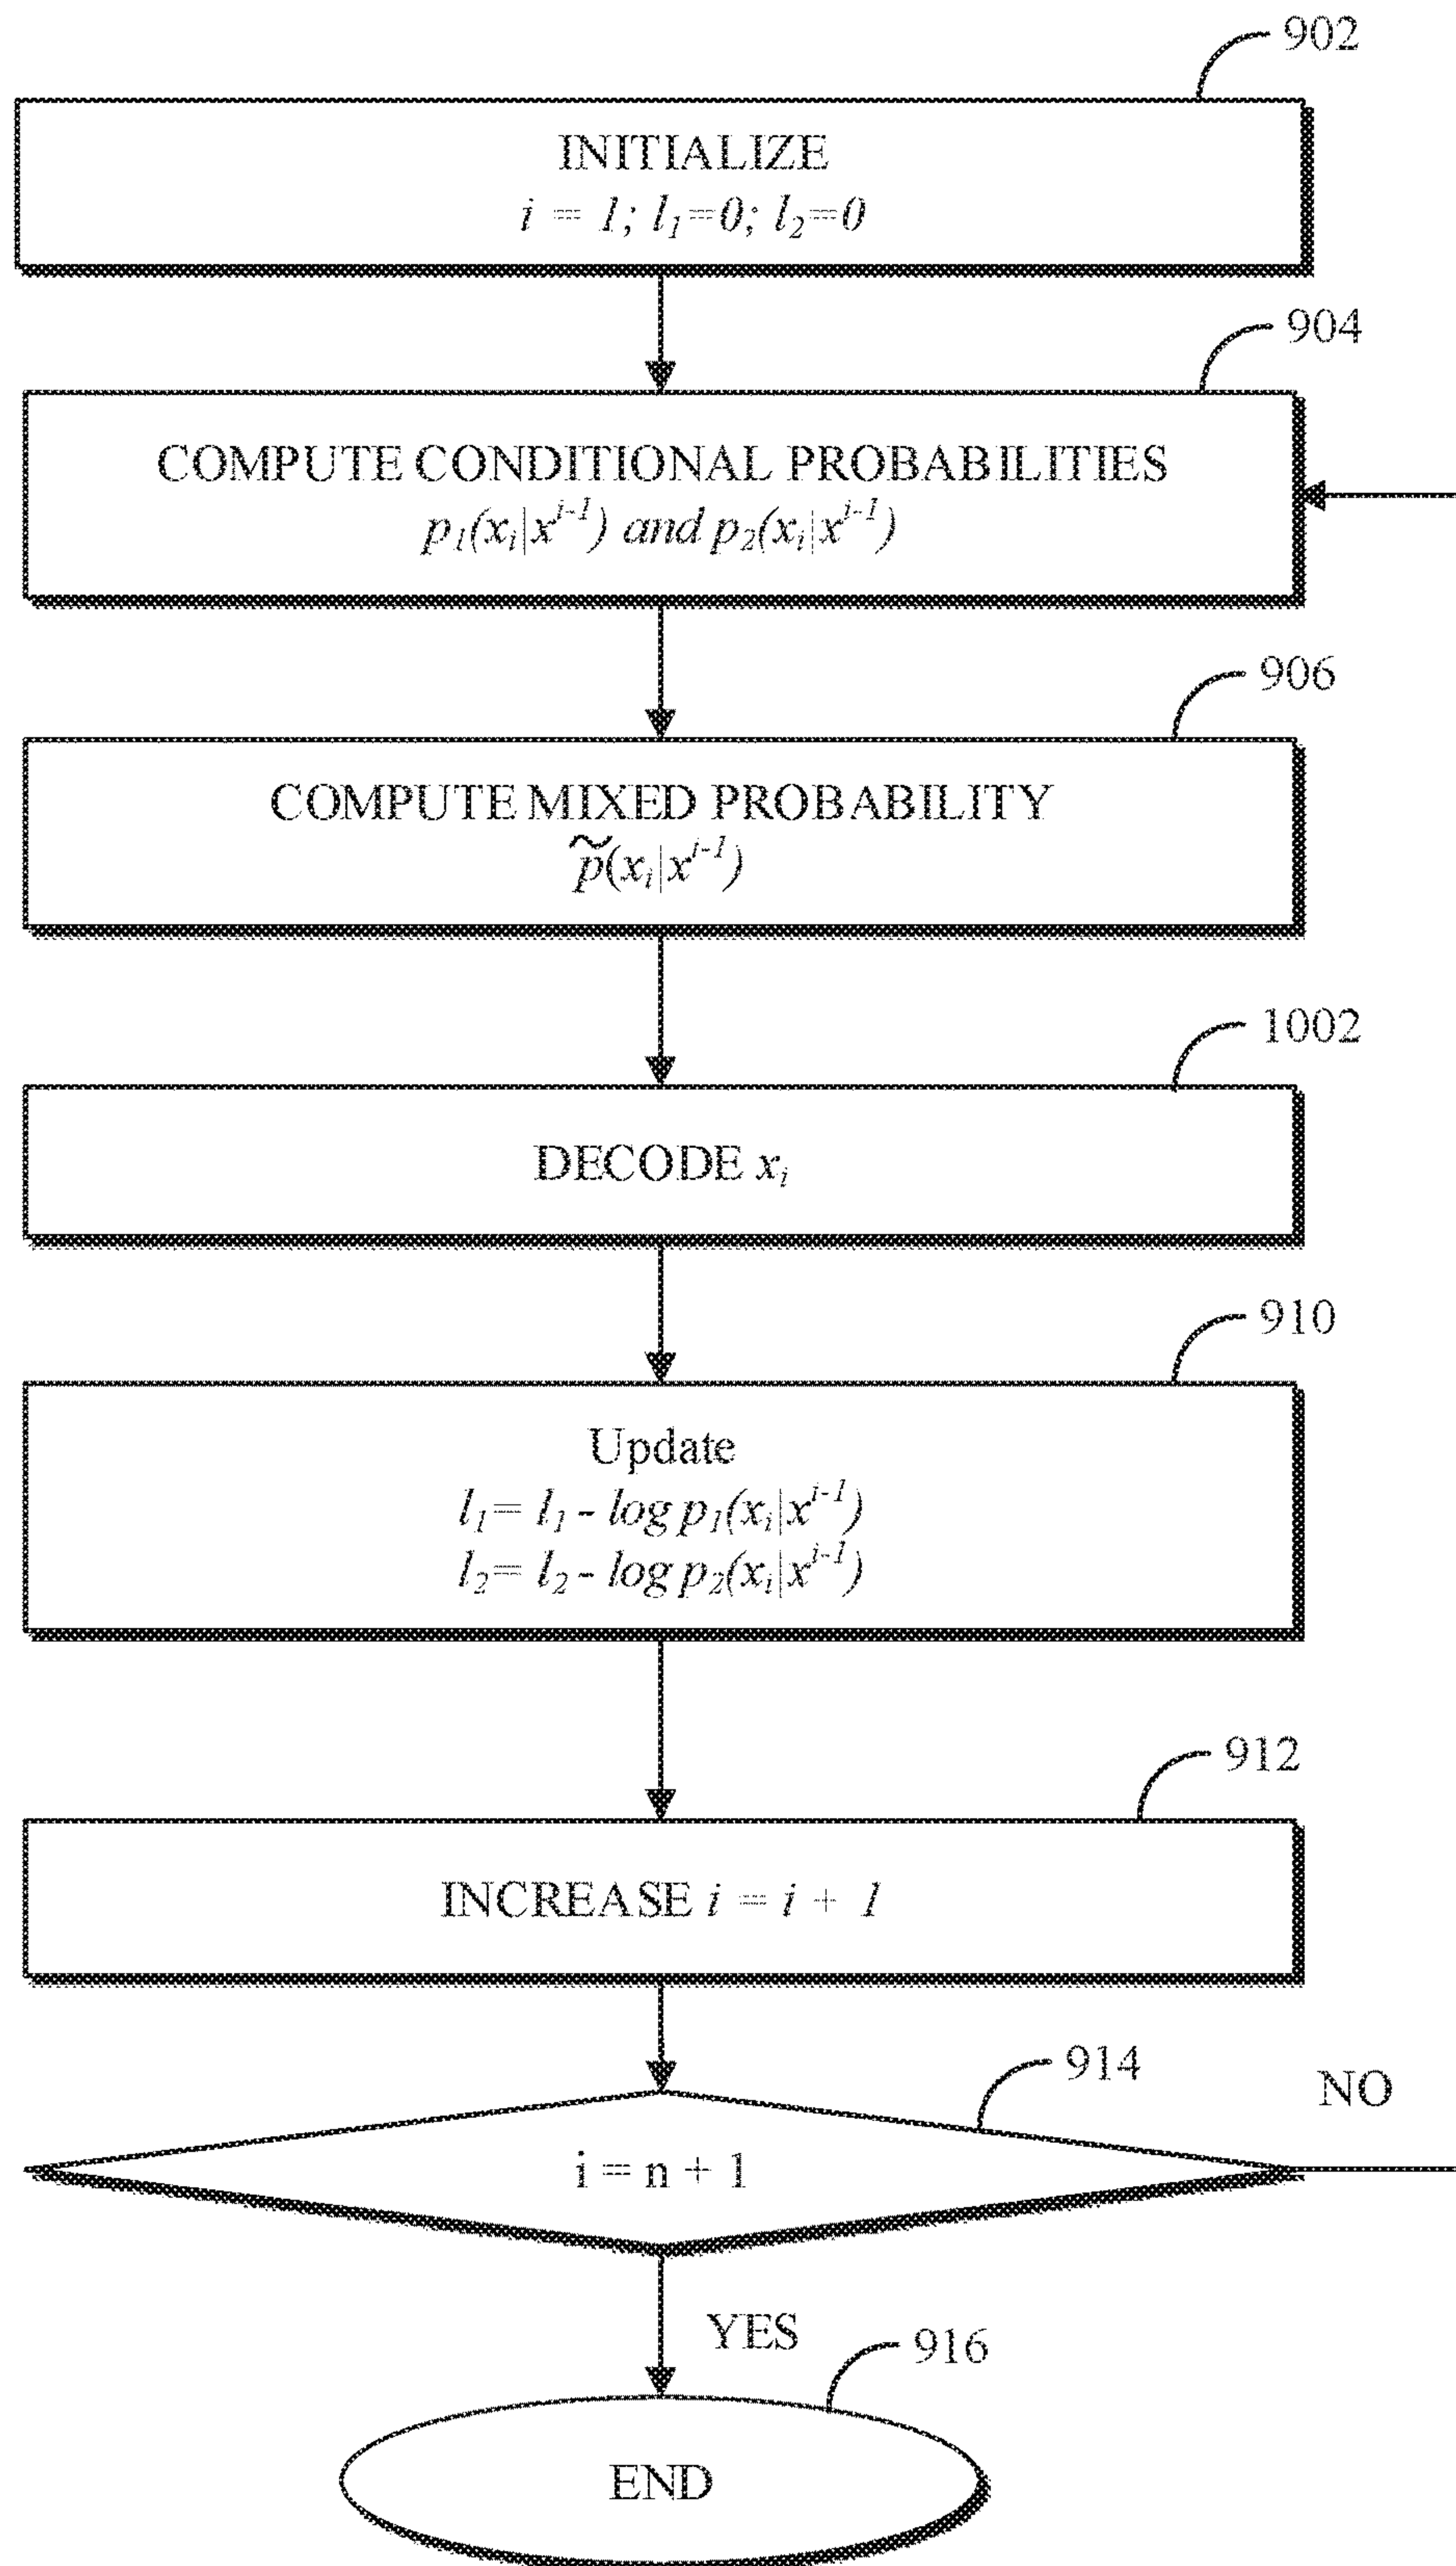 902
INITIALIZE
i = 1; l₁=0; l₂=0
904
COMPUTE CONDITIONAL PROBABILITIES
p₁(xᵢ|xⁱ⁻¹) and p₂(xᵢ|xⁱ⁻¹)
906
COMPUTE MIXED PROBABILITY
p̃(xᵢ|xⁱ⁻¹)
1002
DECODE xᵢ
910
Update
l₁= l₁ - log p₁(xᵢ|xⁱ⁻¹)
l₂= l₂ - log p₂(xᵢ|xⁱ⁻¹)
912
INCREASE i = i + 1
914
NO
i = n + 1
YES
916
END